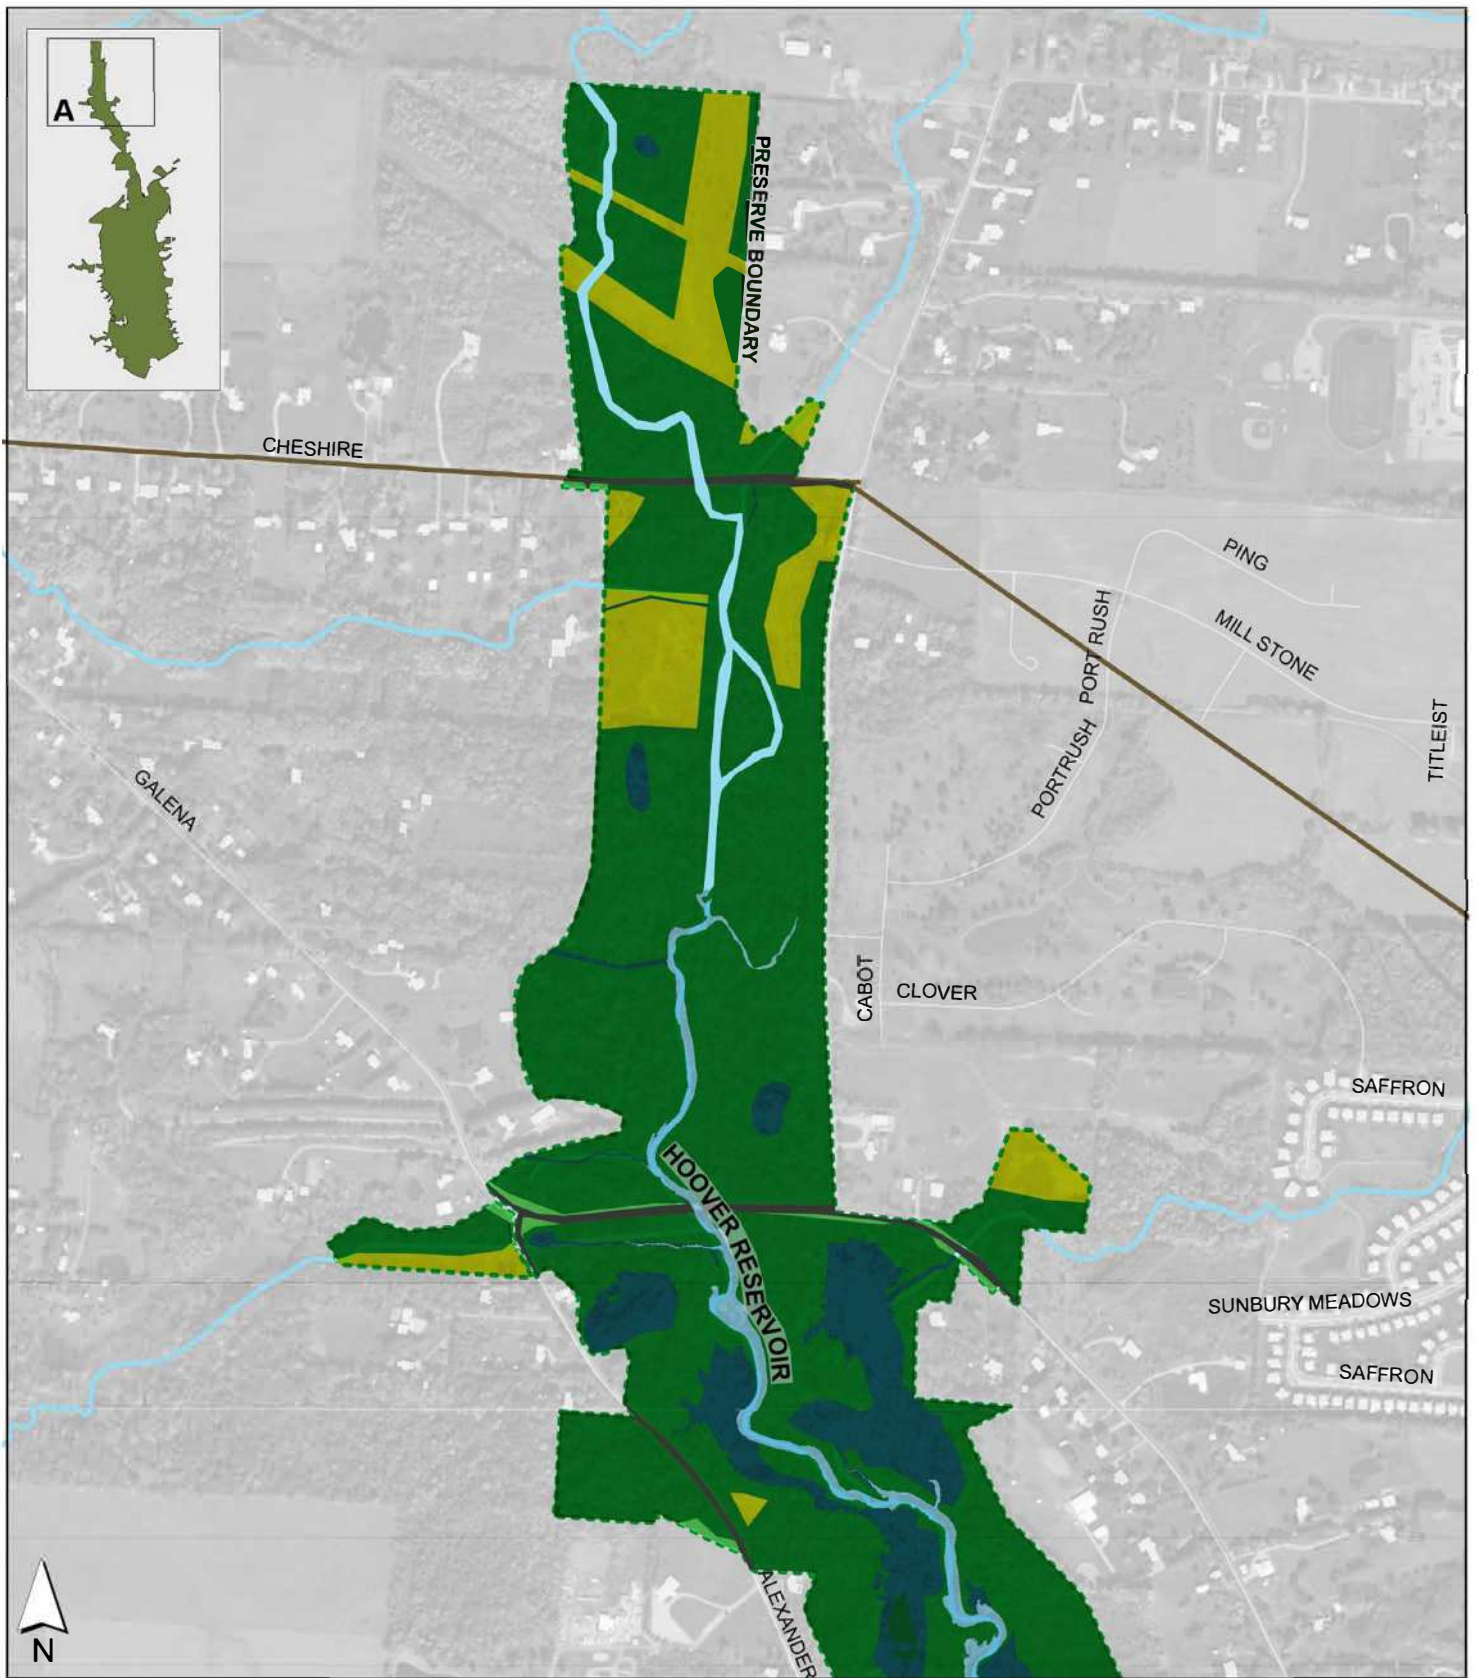 A
PRESERVE BOUNDARY
CHESHIRE
PING
PORT RUSH
MILL STONE
PORTRUSH
TITLEIST
GALENA
CABOT
CLOVER
SAFFRON
HOOVER RESERVOIR
SUNBURY MEADOWS
SAFFRON
ALEXANDER
N